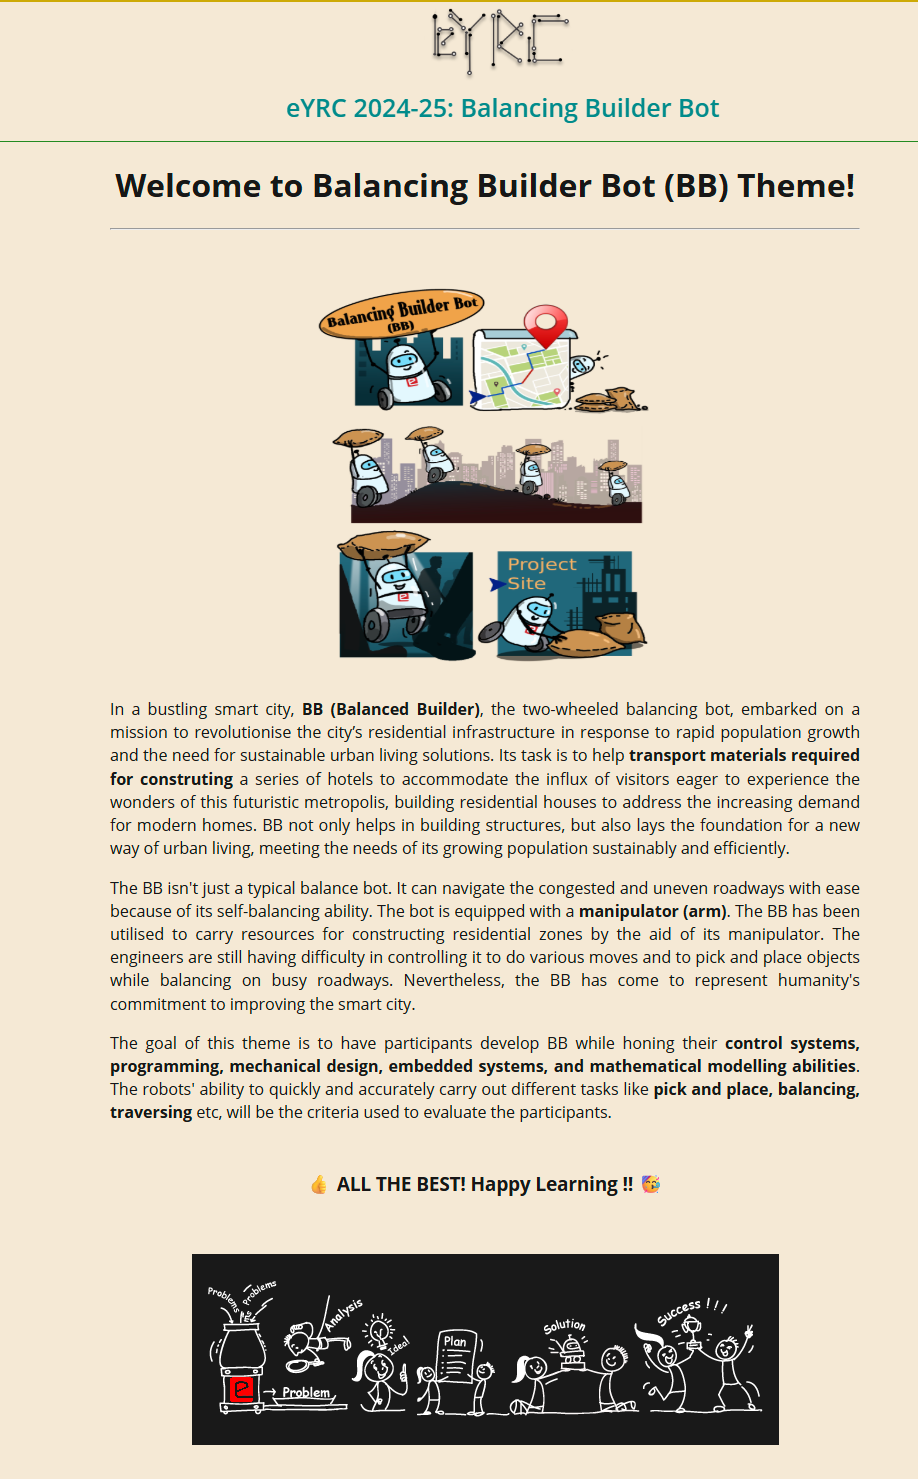 eYRC
eYRC 2024-25: Balancing Builder Bot
Welcome to Balancing Builder Bot (BB) Theme!
Balancing Builder Bot
(BB)
Project
Site
In a bustling smart city, BB (Balanced Builder), the two-wheeled balancing bot, embarked on a
mission to revolutionise the city’s residential infrastructure in response to rapid population growth
and the need for sustainable urban living solutions. Its task is to help transport materials required
for construting a series of hotels to accommodate the influx of visitors eager to experience the
wonders of this futuristic metropolis, building residential houses to address the increasing demand
for modern homes. BB not only helps in building structures, but also lays the foundation for a new
way of urban living, meeting the needs of its growing population sustainably and efficiently.
The BB isn't just a typical balance bot. It can navigate the congested and uneven roadways with ease
because of its self-balancing ability. The bot is equipped with a manipulator (arm). The BB has been
utilised to carry resources for constructing residential zones by the aid of its manipulator. The
engineers are still having difficulty in controlling it to do various moves and to pick and place objects
while balancing on busy roadways. Nevertheless, the BB has come to represent humanity's
commitment to improving the smart city.
The goal of this theme is to have participants develop BB while honing their control systems,
programming, mechanical design, embedded systems, and mathematical modelling abilities.
The robots' ability to quickly and accurately carry out different tasks like pick and place, balancing,
traversing etc, will be the criteria used to evaluate the participants.
👍 ALL THE BEST! Happy Learning !! 🥳
Problems
Problems
Analysis
Idea!
Plan
Solution
Success !!!
e
→ Problem